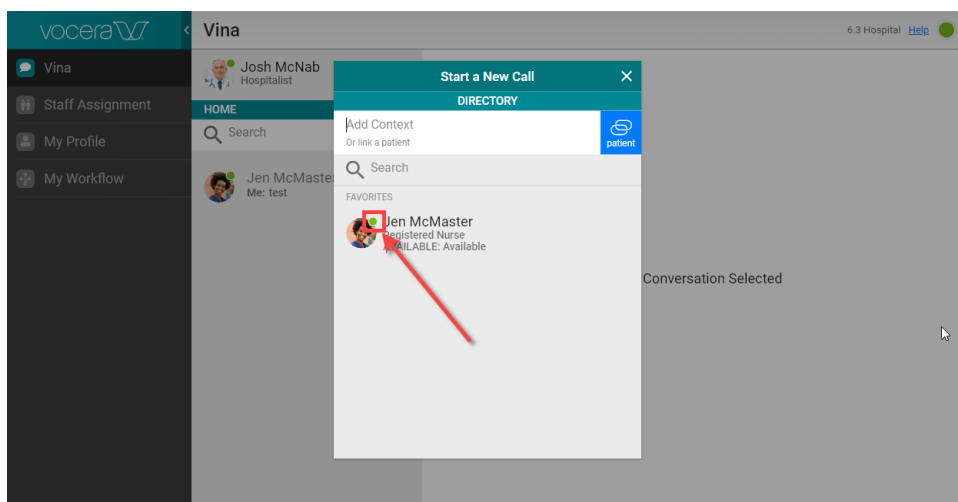 vocera
Vina
6.3 Hospital Help
Vina
Staff Assignment
My Profile
My Workflow
Josh McNab
Hospitalist
HOME
Search
Jen McMaste
Me: test
Start a New Call
DIRECTORY
Add Context
Or link a patient
patient
Search
FAVORITES
Jen McMaster
Registered Nurse
AVAILABLE: Available
Conversation Selected